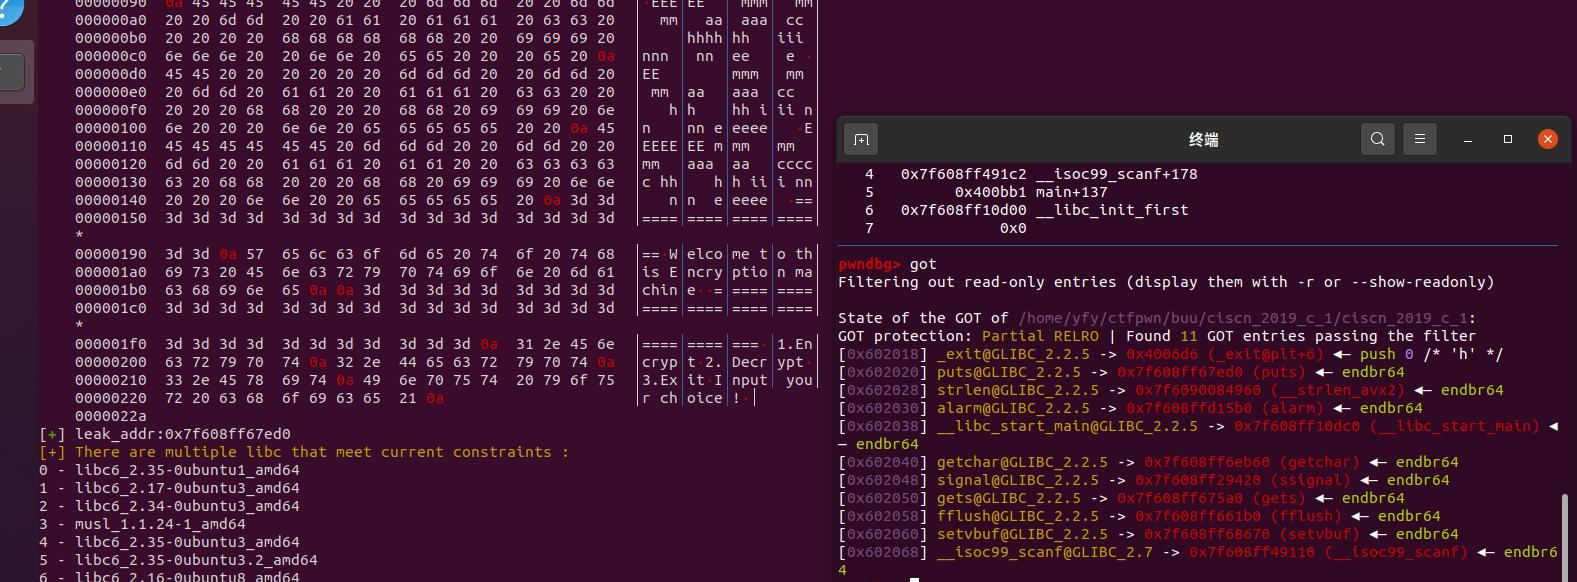 00000090 0a 45 45 45 45 45 20 20 20 6d 6d 6d 20 20 6d 6d │·EEE│EE  │ mmm│  mm│
000000a0 20 20 6d 6d 20 20 61 61 20 61 61 61 20 63 63 20 │  mm│  aa│ aaa│ cc │
000000b0 20 20 20 20 68 68 68 68 68 68 20 20 69 69 69 20 │    │hhhh│hh  │iii │
000000c0 6e 6e 6e 20 20 6e 6e 20 65 65 20 20 20 65 20 0a │nnn │ nn │ee  │ e ·│
000000d0 45 45 20 20 20 20 20 20 6d 6d 6d 20 20 6d 6d 20 │EE  │    │mmm │ mm │
000000e0 20 6d 6d 20 61 61 20 20 61 61 61 20 63 63 20 20 │ mm │aa  │aaa │cc  │
000000f0 20 20 20 68 68 20 20 20 68 68 20 69 69 69 20 6e │   h│h   │hh i│ii n│
00000100 6e 20 20 20 6e 6e 20 65 65 65 65 65 20 20 0a 45 │n   │nn e│eeee│  ·E│
00000110 45 45 45 45 45 45 20 6d 6d 6d 20 20 6d 6d 20 20 │EEEE│EE m│mm  │mm  │
00000120 6d 6d 20 20 61 61 61 20 61 61 20 20 63 63 63 63 │mm  │aaa │aa  │cccc│
00000130 63 20 68 68 20 20 20 68 68 20 69 69 69 20 6e 6e │c hh│   h│h ii│i nn│
00000140 20 20 20 6e 6e 20 20 65 65 65 65 65 20 0a 3d 3d │   n│n  e│eeee│ ·==│
00000150 3d 3d 3d 3d 3d 3d 3d 3d 3d 3d 3d 3d 3d 3d 3d 3d │====│====│====│====│
*
00000190 3d 3d 0a 57 65 6c 63 6f 6d 65 20 74 6f 20 74 68 │==·W│elco│me t│o th│
000001a0 69 73 20 45 6e 63 72 79 70 74 69 6f 6e 20 6d 61 │is E│ncry│ptio│n ma│
000001b0 63 68 69 6e 65 0a 0a 3d 3d 3d 3d 3d 3d 3d 3d 3d │chin│e··=│====│====│
000001c0 3d 3d 3d 3d 3d 3d 3d 3d 3d 3d 3d 3d 3d 3d 3d 3d │====│====│====│====│
*
000001f0 3d 3d 3d 3d 3d 3d 3d 3d 3d 3d 3d 0a 31 2e 45 6e │====│====│===·│1.En│
00000200 63 72 79 70 74 0a 32 2e 44 65 63 72 79 70 74 0a │cryp│t·2.│Decr│ypt·│
00000210 33 2e 45 78 69 74 0a 49 6e 70 75 74 20 79 6f 75 │3.Ex│it·I│nput│ you│
00000220 72 20 63 68 6f 69 63 65 21 0a │r ch│oice│!·│
0000022a
[+] leak_addr:0x7f608ff67ed0
[+] There are multiple libc that meet current constraints :
0 - libc6_2.35-0ubuntu1_amd64
1 - libc6_2.17-0ubuntu3_amd64
2 - libc6_2.34-0ubuntu3_amd64
3 - musl_1.1.24-1_amd64
4 - libc6_2.35-0ubuntu3_amd64
5 - libc6_2.35-0ubuntu3.2_amd64
6 - libc6_2.16-0ubuntu8_amd64
终端
4 0x7f608ff491c2 __isoc99_scanf+178
5 0x400bb1 main+137
6 0x7f608ff10d00 __libc_init_first
7 0x0
pwndbg> got
Filtering out read-only entries (display them with -r or --show-readonly)
State of the GOT of /home/yfy/ctfpwn/buu/ciscn_2019_c_1/ciscn_2019_c_1:
GOT protection: Partial RELRO | Found 11 GOT entries passing the filter
[0x602018] _exit@GLIBC_2.2.5 -> 0x4006d6 (_exit@plt+6) ◂— push 0 /* 'h' */
[0x602020] puts@GLIBC_2.2.5 -> 0x7f608ff67ed0 (puts) ◂— endbr64
[0x602028] strlen@GLIBC_2.2.5 -> 0x7f6090084960 (__strlen_avx2) ◂— endbr64
[0x602030] alarm@GLIBC_2.2.5 -> 0x7f608ffd15b0 (alarm) ◂— endbr64
[0x602038] __libc_start_main@GLIBC_2.2.5 -> 0x7f608ff10dc0 (__libc_start_main) ◂
— endbr64
[0x602040] getchar@GLIBC_2.2.5 -> 0x7f608ff6eb60 (getchar) ◂— endbr64
[0x602048] signal@GLIBC_2.2.5 -> 0x7f608ff29420 (ssignal) ◂— endbr64
[0x602050] gets@GLIBC_2.2.5 -> 0x7f608ff675a0 (gets) ◂— endbr64
[0x602058] fflush@GLIBC_2.2.5 -> 0x7f608ff661b0 (fflush) ◂— endbr64
[0x602060] setvbuf@GLIBC_2.2.5 -> 0x7f608ff68670 (setvbuf) ◂— endbr64
[0x602068] __isoc99_scanf@GLIBC_2.7 -> 0x7f608ff49110 (__isoc99_scanf) ◂— endbr6
4